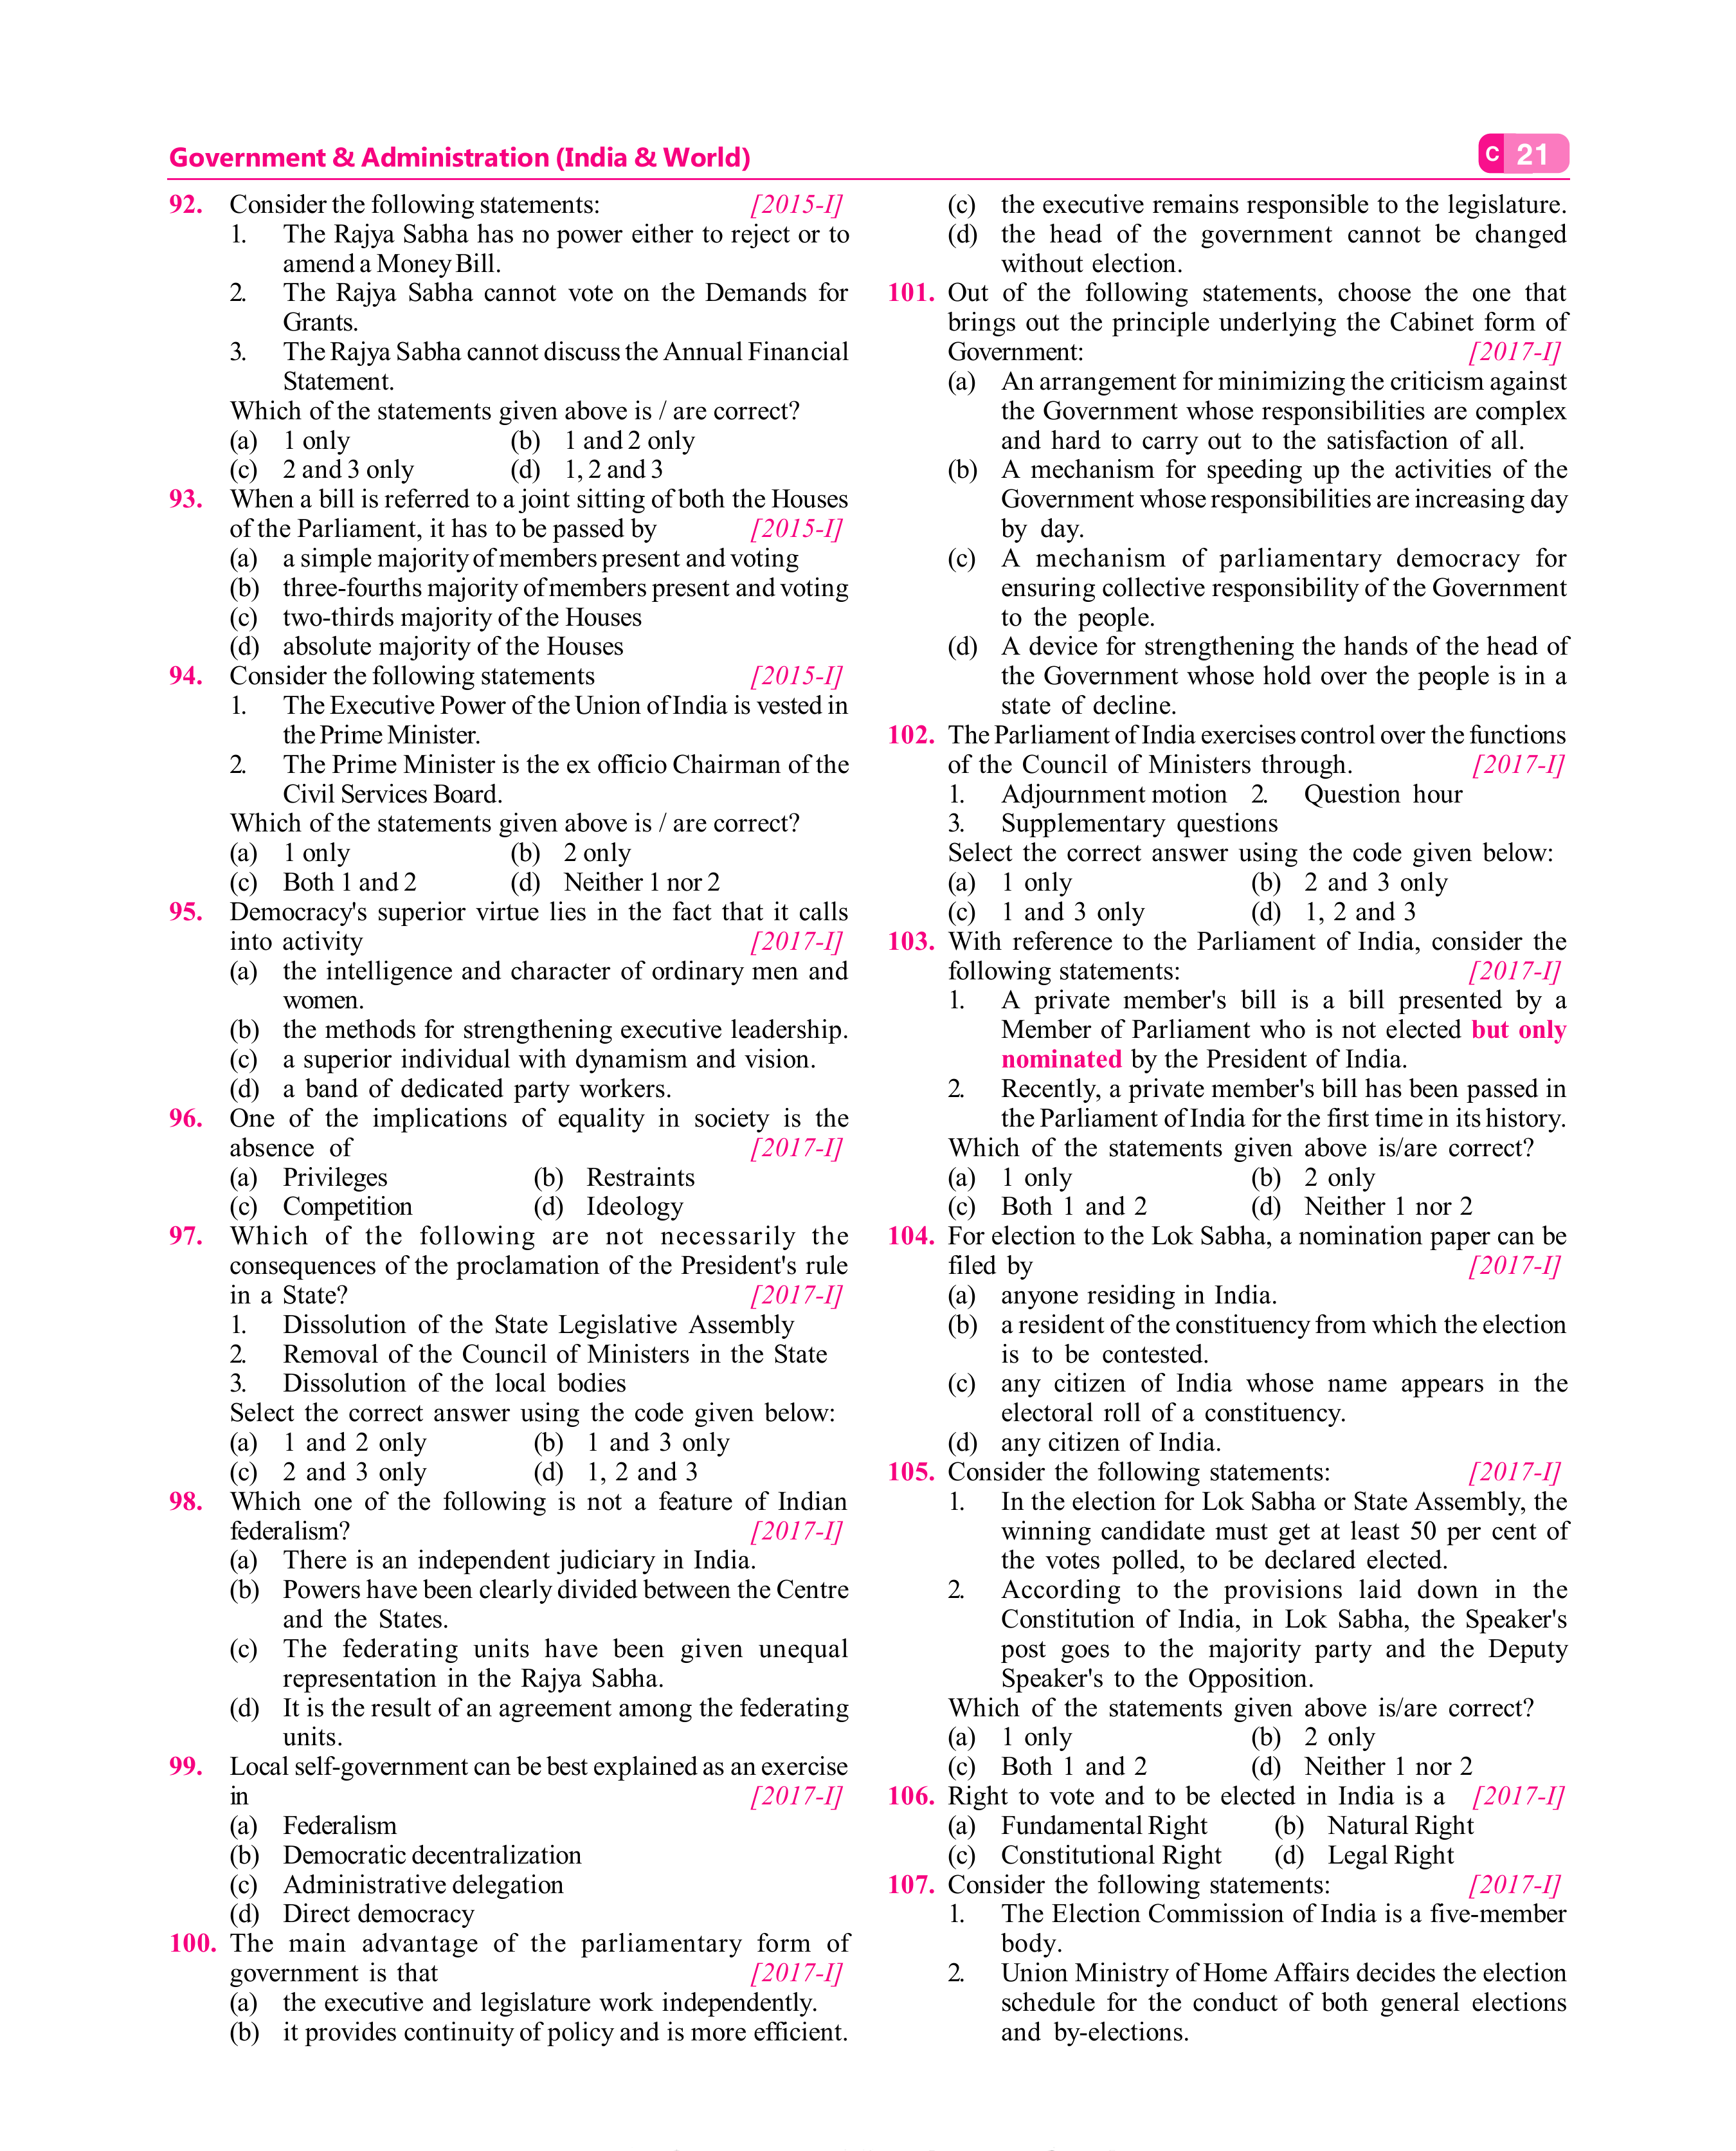 Government & Administration (India & World)
C 21
92. Consider the following statements: [2015-I]
1. The Rajya Sabha has no power either to reject or to
amend a Money Bill.
2. The Rajya Sabha cannot vote on the Demands for
Grants.
3. The Rajya Sabha cannot discuss the Annual Financial
Statement.
Which of the statements given above is / are correct?
(a) 1 only (b) 1 and 2 only
(c) 2 and 3 only (d) 1, 2 and 3
93. When a bill is referred to a joint sitting of both the Houses
of the Parliament, it has to be passed by [2015-I]
(a) a simple majority of members present and voting
(b) three-fourths majority of members present and voting
(c) two-thirds majority of the Houses
(d) absolute majority of the Houses
94. Consider the following statements [2015-I]
1. The Executive Power of the Union of India is vested in
the Prime Minister.
2. The Prime Minister is the ex officio Chairman of the
Civil Services Board.
Which of the statements given above is / are correct?
(a) 1 only (b) 2 only
(c) Both 1 and 2 (d) Neither 1 nor 2
95. Democracy's superior virtue lies in the fact that it calls
into activity [2017-I]
(a) the intelligence and character of ordinary men and
women.
(b) the methods for strengthening executive leadership.
(c) a superior individual with dynamism and vision.
(d) a band of dedicated party workers.
96. One of the implications of equality in society is the
absence of [2017-I]
(a) Privileges (b) Restraints
(c) Competition (d) Ideology
97. Which of the following are not necessarily the
consequences of the proclamation of the President's rule
in a State? [2017-I]
1. Dissolution of the State Legislative Assembly
2. Removal of the Council of Ministers in the State
3. Dissolution of the local bodies
Select the correct answer using the code given below:
(a) 1 and 2 only (b) 1 and 3 only
(c) 2 and 3 only (d) 1, 2 and 3
98. Which one of the following is not a feature of Indian
federalism? [2017-I]
(a) There is an independent judiciary in India.
(b) Powers have been clearly divided between the Centre
and the States.
(c) The federating units have been given unequal
representation in the Rajya Sabha.
(d) It is the result of an agreement among the federating
units.
99. Local self-government can be best explained as an exercise
in [2017-I]
(a) Federalism
(b) Democratic decentralization
(c) Administrative delegation
(d) Direct democracy
100. The main advantage of the parliamentary form of
government is that [2017-I]
(a) the executive and legislature work independently.
(b) it provides continuity of policy and is more efficient.
(c) the executive remains responsible to the legislature.
(d) the head of the government cannot be changed
without election.
101. Out of the following statements, choose the one that
brings out the principle underlying the Cabinet form of
Government: [2017-I]
(a) An arrangement for minimizing the criticism against
the Government whose responsibilities are complex
and hard to carry out to the satisfaction of all.
(b) A mechanism for speeding up the activities of the
Government whose responsibilities are increasing day
by day.
(c) A mechanism of parliamentary democracy for
ensuring collective responsibility of the Government
to the people.
(d) A device for strengthening the hands of the head of
the Government whose hold over the people is in a
state of decline.
102. The Parliament of India exercises control over the functions
of the Council of Ministers through. [2017-I]
1. Adjournment motion 2. Question hour
3. Supplementary questions
Select the correct answer using the code given below:
(a) 1 only (b) 2 and 3 only
(c) 1 and 3 only (d) 1, 2 and 3
103. With reference to the Parliament of India, consider the
following statements: [2017-I]
1. A private member's bill is a bill presented by a
Member of Parliament who is not elected but only
nominated by the President of India.
2. Recently, a private member's bill has been passed in
the Parliament of India for the first time in its history.
Which of the statements given above is/are correct?
(a) 1 only (b) 2 only
(c) Both 1 and 2 (d) Neither 1 nor 2
104. For election to the Lok Sabha, a nomination paper can be
filed by [2017-I]
(a) anyone residing in India.
(b) a resident of the constituency from which the election
is to be contested.
(c) any citizen of India whose name appears in the
electoral roll of a constituency.
(d) any citizen of India.
105. Consider the following statements: [2017-I]
1. In the election for Lok Sabha or State Assembly, the
winning candidate must get at least 50 per cent of
the votes polled, to be declared elected.
2. According to the provisions laid down in the
Constitution of India, in Lok Sabha, the Speaker's
post goes to the majority party and the Deputy
Speaker's to the Opposition.
Which of the statements given above is/are correct?
(a) 1 only (b) 2 only
(c) Both 1 and 2 (d) Neither 1 nor 2
106. Right to vote and to be elected in India is a [2017-I]
(a) Fundamental Right (b) Natural Right
(c) Constitutional Right (d) Legal Right
107. Consider the following statements: [2017-I]
1. The Election Commission of India is a five-member
body.
2. Union Ministry of Home Affairs decides the election
schedule for the conduct of both general elections
and by-elections.